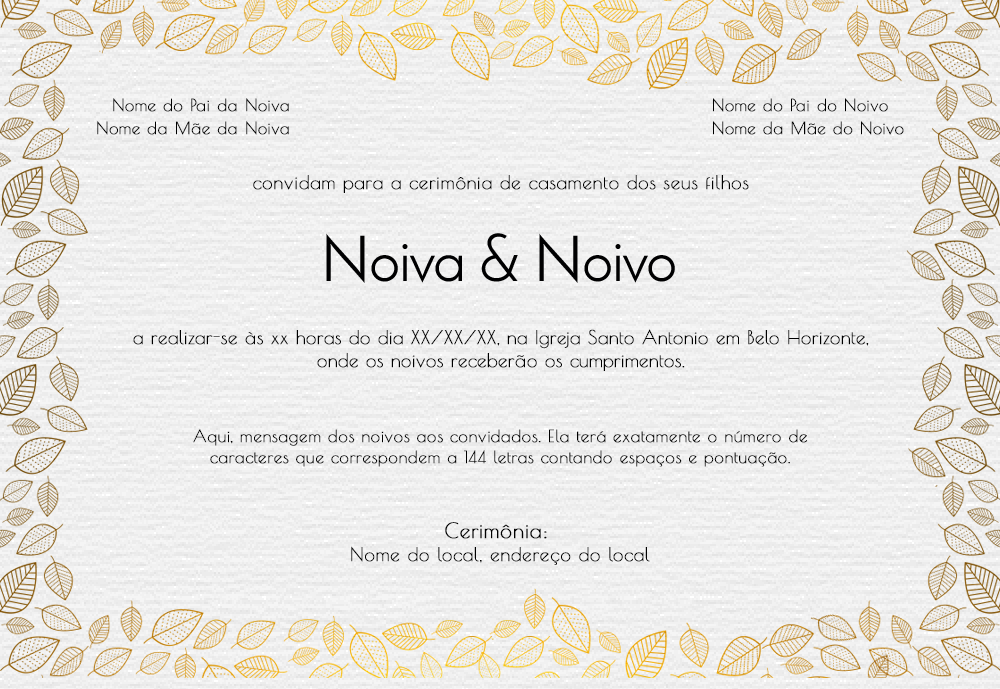 Nome do Pai da Noiva
Nome da Mãe da Noiva
Nome do Pai do Noivo
Nome da Mãe do Noivo
convidam para a cerimônia de casamento dos seus filhos
Noiva & Noivo
a realizar-se às xx horas do dia XX/XX/XX, na Igreja Santo Antonio em Belo Horizonte,
onde os noivos receberão os cumprimentos.
Aqui, mensagem dos noivos aos convidados. Ela terá exatamente o número de
caracteres que correspondem a 144 letras contando espaços e pontuação.
Cerimônia:
Nome do local, endereço do local